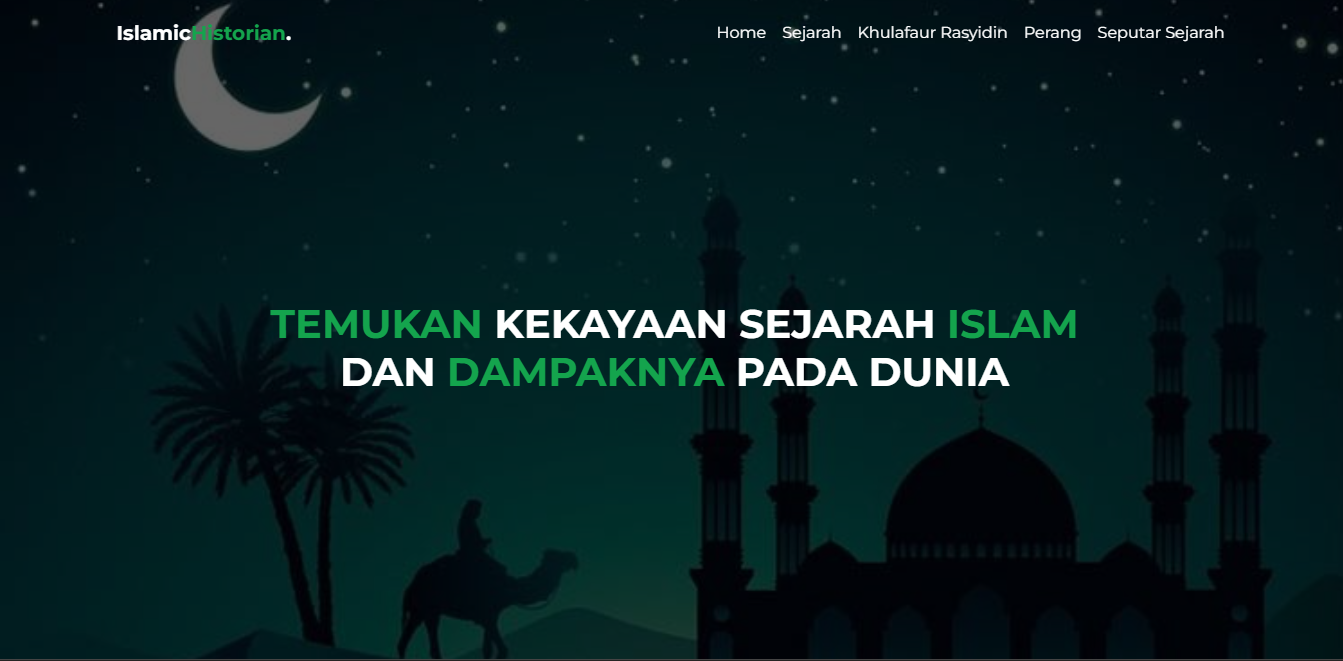 IslamicHistorian.
Home Sejarah Khulafaur Rasyidin Perang Seputar Sejarah
TEMUKAN KEKAYAAN SEJARAH ISLAM
DAN DAMPAKNYA PADA DUNIA